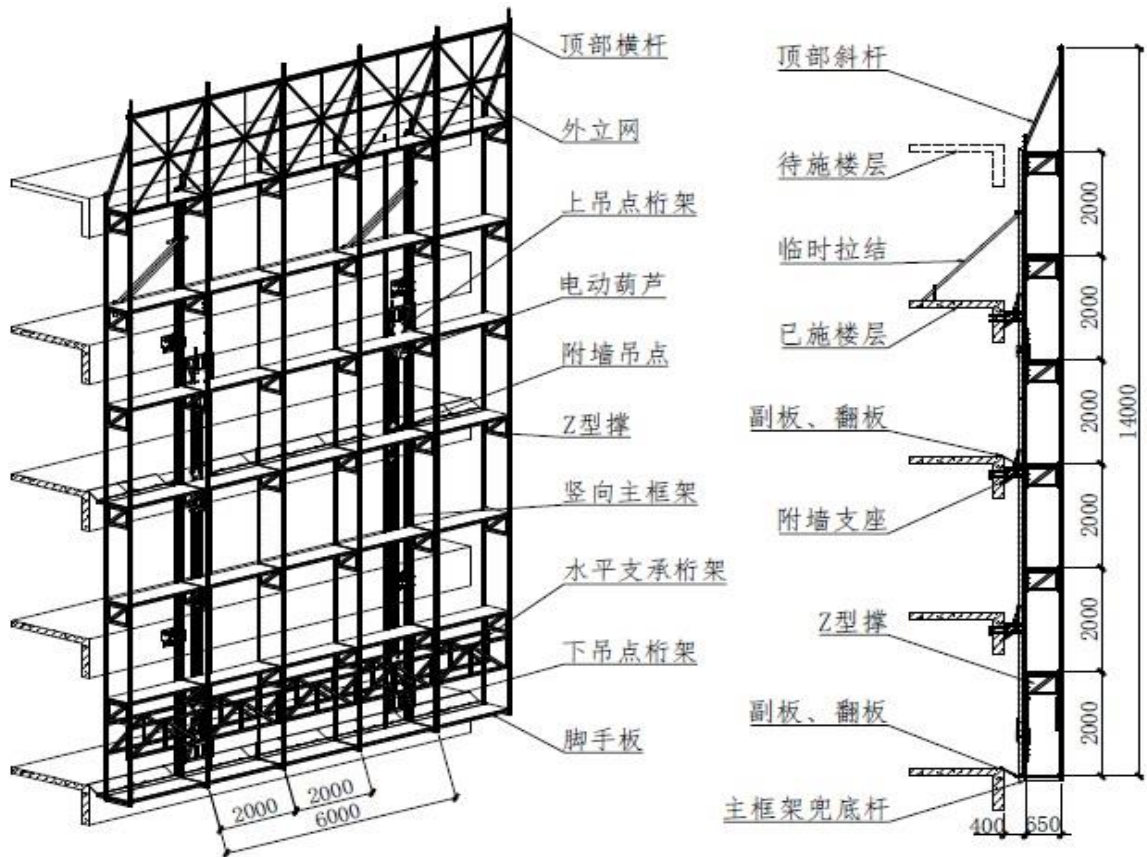 顶部横杆
外立网
上吊点桁架
电动葫芦
附墙吊点
Z型撑
竖向主框架
水平支承桁架
下吊点桁架
脚手板
2000
2000
6000
顶部斜杆
待施楼层
临时拉结
已施楼层
副板、翻板
附墙支座
Z型撑
副板、翻板
主框架兜底杆
2000
2000
2000
2000
2000
2000
14000
400
650